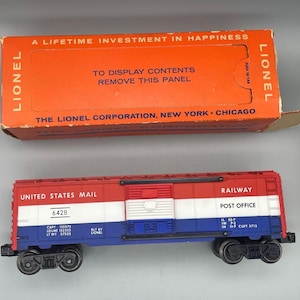 A LIFETIME INVESTMENT IN HAPPINESS
LIONEL
LIONEL
TO DISPLAY CONTENTS
REMOVE THIS PANEL
THE LIONEL CORPORATION, NEW YORK · CHICAGO
UNITED STATES MAIL
RAILWAY
6428
POST OFFICE
BLT BY
LIONEL